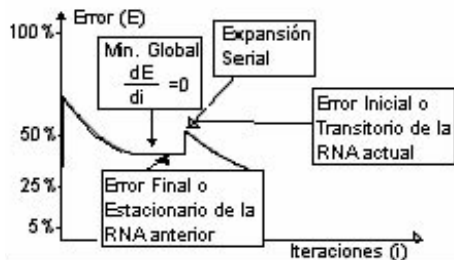 Error (E)
100%
50%
25%
5%
Min. Global
dE
di
=0
Expansión
Serial
Error Inicial o
Transitorio de la
RNA actual
Error Final o
Estacionario de la
RNA anterior
Iteraciones (i)